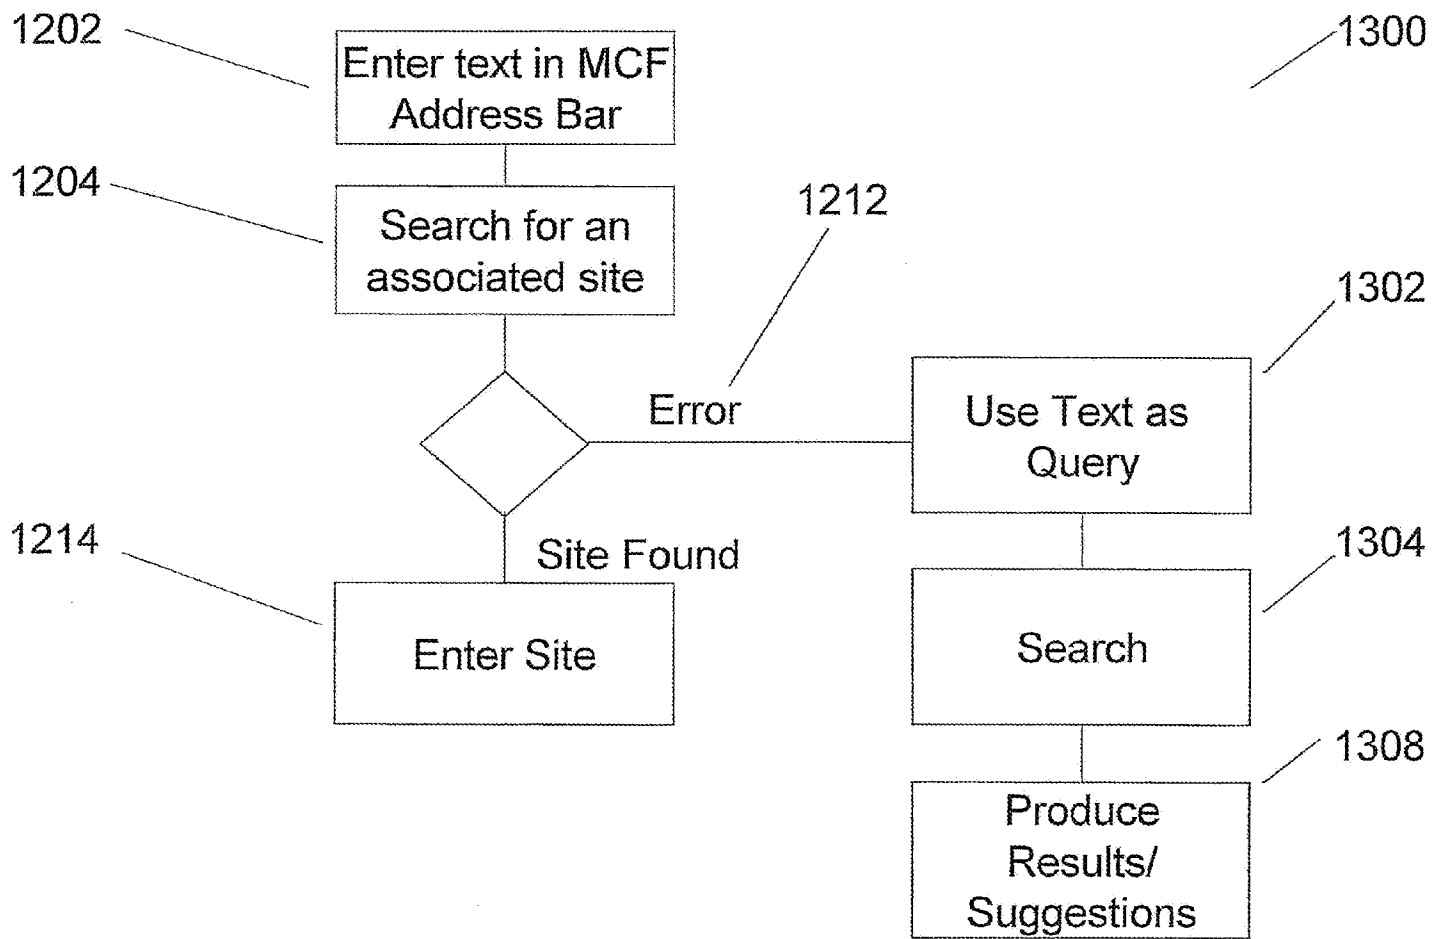 1202
Enter text in MCF
Address Bar
1300
1204
Search for an
associated site
1212
1302
Error
Use Text as
Query
1214
Site Found
1304
Enter Site
Search
1308
Produce
Results/
Suggestions